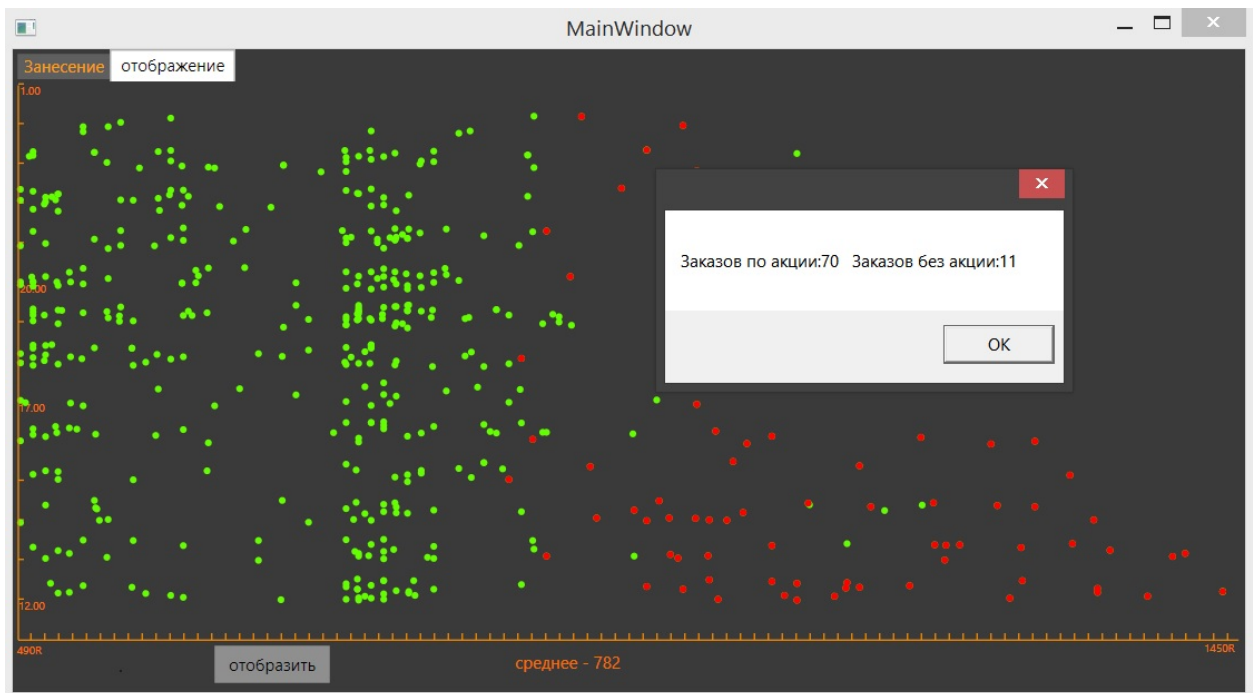 MainWindow
Занесение отображение
1.00
20.00
17.00
12.00
Заказов по акции:70 Заказов без акции:11
OK
490R
1450R
отобразить
среднее - 782